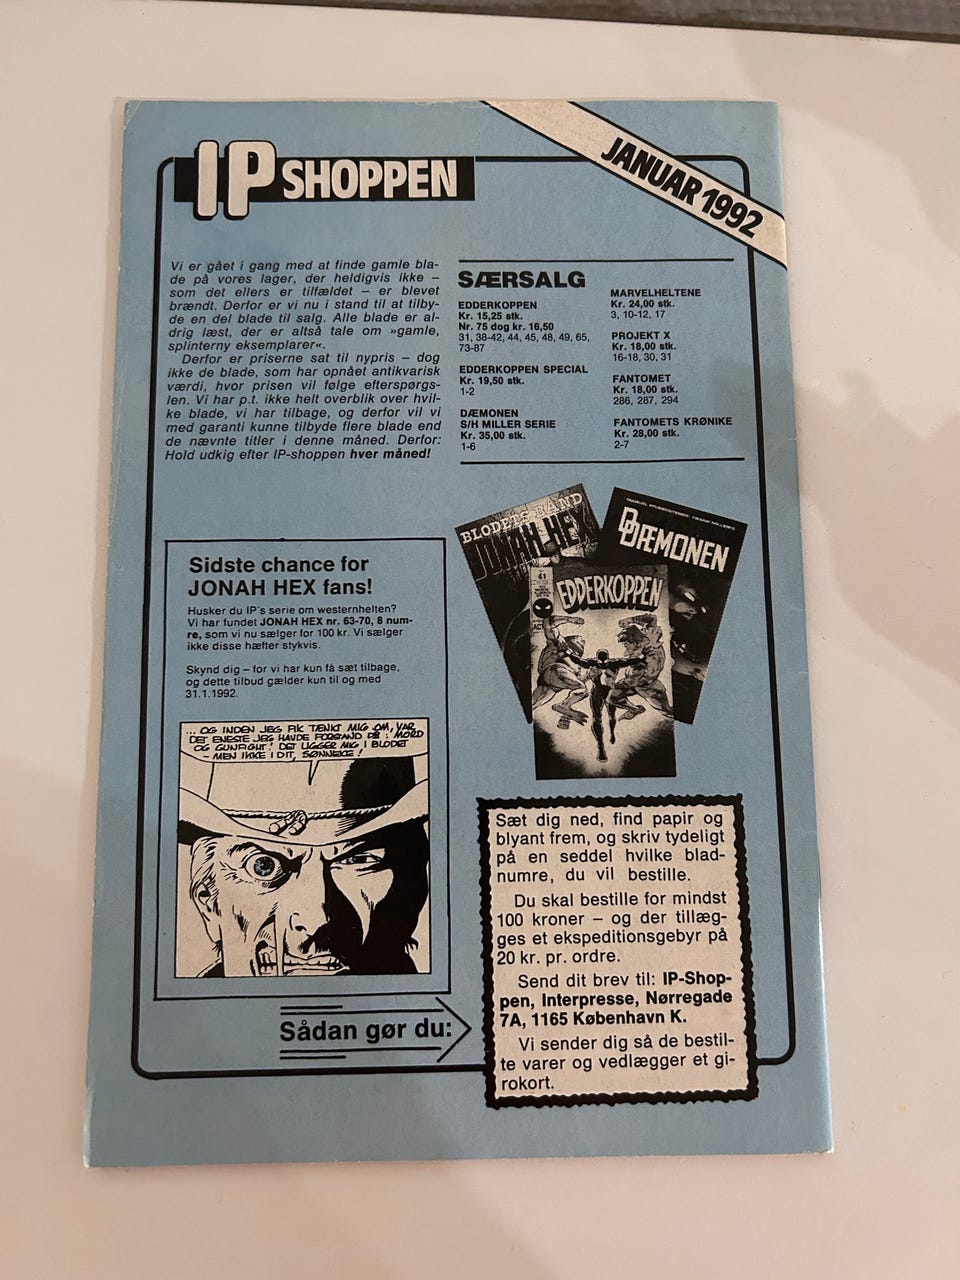 IP SHOPPEN
JANUAR 1992
Vi er gået i gang med at finde gamle bla-
de på vores lager, der heldigvis ikke –
som det ellers er tilfældet – er blevet
brændt. Derfor er vi nu i stand til at tilby-
de en del blade til salg. Alle blade er al-
drig læst, der er altså tale om »gamle,
splinterny eksemplarer«.
Derfor er priserne sat til nypris – dog
ikke de blade, som har opnået antikvarisk
værdi, hvor prisen vil følge efterspørgs-
len. Vi har p.t. ikke helt overblik over hvil-
ke blade, vi har tilbage, og derfor vil vi
med garanti kunne tilbyde flere blade end
de nævnte titler i denne måned. Derfor:
Hold udkig efter IP-shoppen hver måned!
SÆRSALG
EDDERKOPPEN
Kr. 15,25 stk.
Nr. 75 dog kr. 16,50
31, 38-42, 44, 45, 48, 49, 65,
73-87
EDDERKOPPEN SPECIAL
Kr. 19,50 stk.
1-2
DÆMONEN
S/H MILLER SERIE
Kr. 35,00 stk.
1-6
MARVELHELTENE
Kr. 24,00 stk.
3, 10-12, 17
PROJEKT X
Kr. 18,00 stk.
16-18, 30, 31
FANTOMET
Kr. 18,00 stk.
286, 287, 294
FANTOMETS KRØNIKE
Kr. 28,00 stk.
2-7
BLODETS BAND
JONAH HEX
DÆMONEN
41
EDDERKOPPEN
Sidste chance for
JONAH HEX fans!
Husker du IP's serie om westernhelten?
Vi har fundet JONAH HEX nr. 63-70, 8 num-
re, som vi nu sælger for 100 kr. Vi sælger
ikke disse hæfter stykvis.
Skynd dig – for vi har kun få sæt tilbage,
og dette tilbud gælder kun til og med
31.1.1992.
... OG INDEN JEG FIK TÆNKT MIG OM, VAR
DET ENESTE JEG HAVDE FORSTAND PÅ: MORD
OG GUNFIGHT! DET LIGGER MIG I BLODET
– MEN IKKE I DIT, SØNNEKE!
Sådan gør du:
Sæt dig ned, find papir og
blyant frem, og skriv tydeligt
på en seddel hvilke blad-
numre, du vil bestille.
Du skal bestille for mindst
100 kroner – og der tillæg-
ges et ekspeditionsgebyr på
20 kr. pr. ordre.
Send dit brev til: IP-Shop-
pen, Interpresse, Nørregade
7A, 1165 København K.
Vi sender dig så de bestil-
te varer og vedlægger et gi-
rokort.